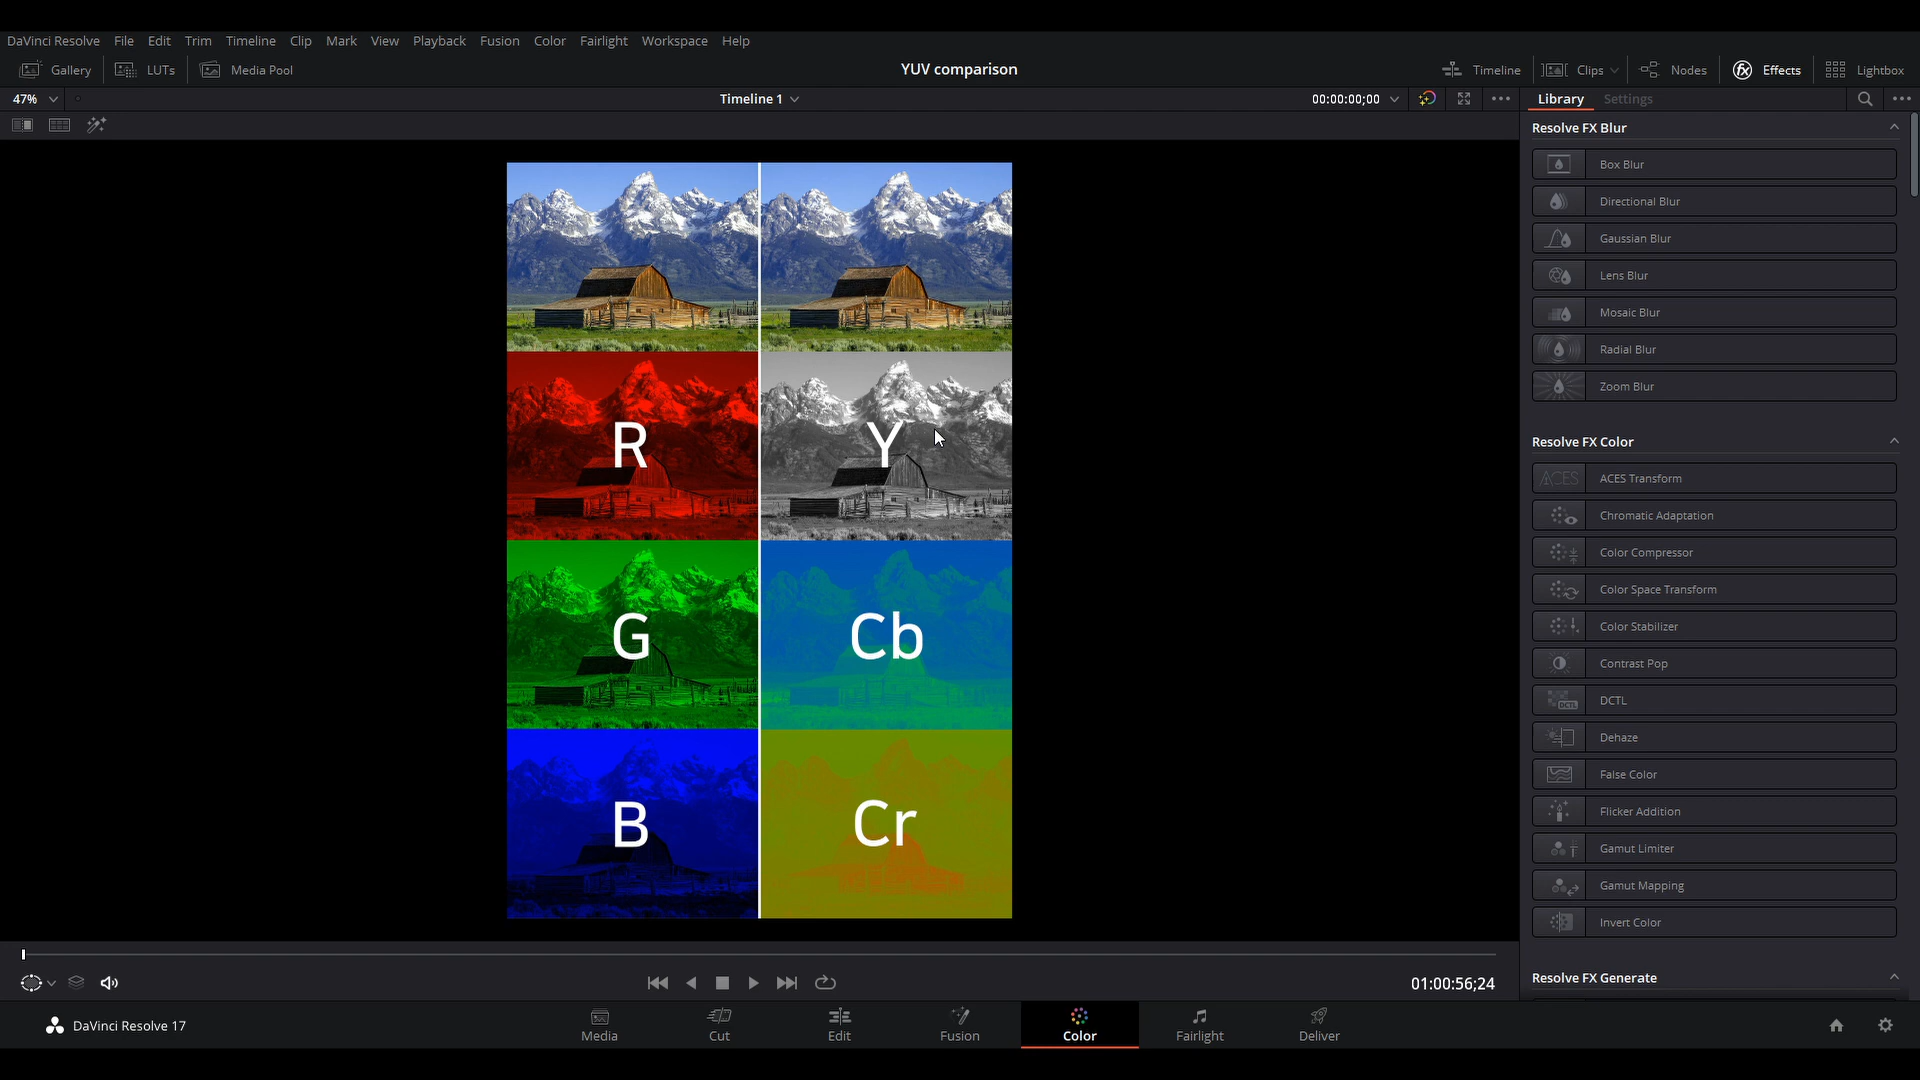 DaVinci Resolve File Edit Trim Timeline Clip Mark View Playback Fusion Color Fairlight Workspace Help
Gallery LUTs Media Pool YUV comparison Timeline Clips Nodes Effects Lightbox
47% Timeline 1 00:00:00;00 Library Settings
Resolve FX Blur
Box Blur
Directional Blur
Gaussian Blur
Lens Blur
Mosaic Blur
Radial Blur
Zoom Blur
Resolve FX Color
ACES ACES Transform
Chromatic Adaptation
Color Compressor
Color Space Transform
Color Stabilizer
Contrast Pop
DCTL DCTL
Dehaze
False Color
Flicker Addition
Gamut Limiter
Gamut Mapping
Invert Color
Resolve FX Generate
R Y
G Cb
B Cr
01:00:56;24
DaVinci Resolve 17 Media Cut Edit Fusion Color Fairlight Deliver